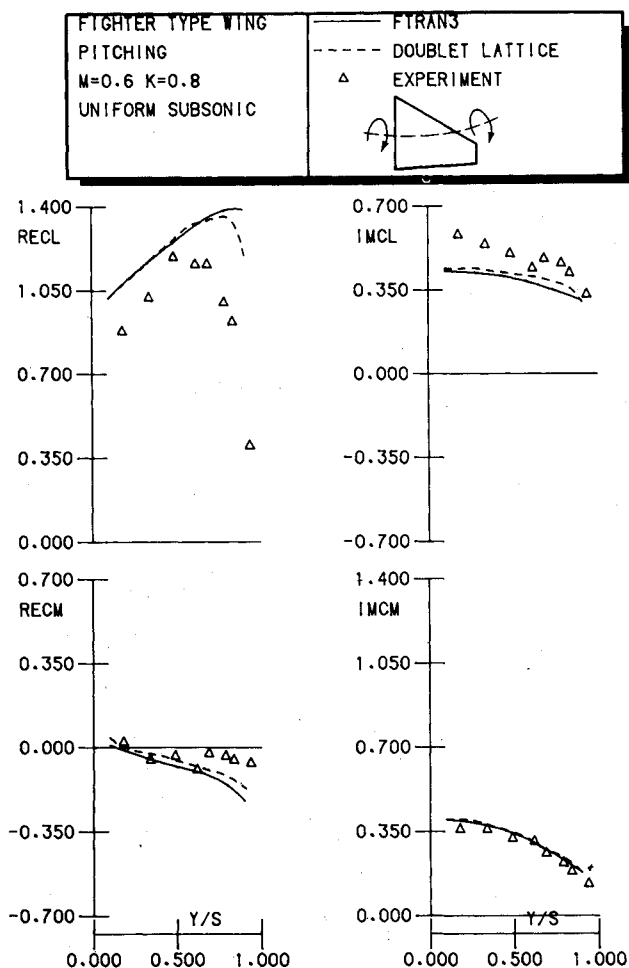 FIGHTER TYPE WING
PITCHING
M=0.6 K=0.8
UNIFORM SUBSONIC
FTRAN3
DOUBLET LATTICE
EXPERIMENT
1.400
RECL
1.050
0.700
0.350
0.000
0.700
IMCL
0.350
0.000
-0.350
-0.700
0.700
RECM
0.350
0.000
-0.350
-0.700
Y/S
0.000 0.500 1.000
1.400
IMCM
1.050
0.700
0.350
0.000
Y/S
0.000 0.500 1.000